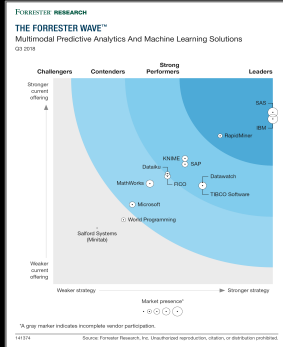 FORRESTER RESEARCH
THE FORRESTER WAVE™
Multimodal Predictive Analytics And Machine Learning Solutions
Q3 2018
Challengers Contenders Strong Performers Leaders
Stronger current offering
SAS
IBM
RapidMiner
KNIME
SAP
Dataiku
Datawatch
MathWorks
FICO
TIBCO Software
Microsoft
World Programming
Salford Systems
(Minitab)
Weaker current offering
Weaker strategy Stronger strategy
Market presence*
*A gray marker indicates incomplete vendor participation.
141374 Source: Forrester Research, Inc. Unauthorized reproduction, citation, or distribution prohibited.